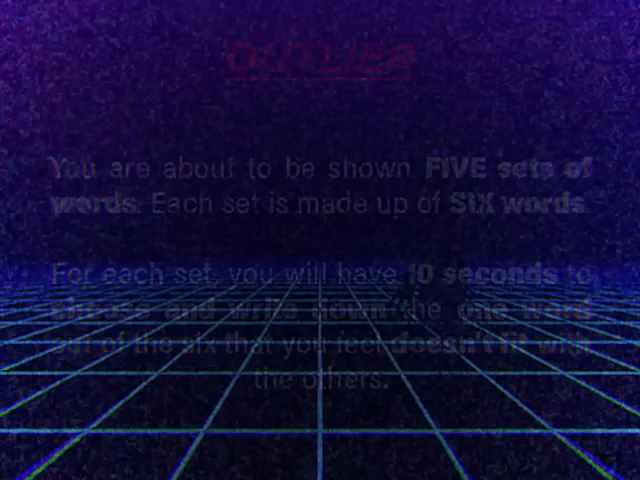 OUTLIER
You are about to be shown FIVE sets of
words. Each set is made up of SIX words.
For each set, you will have 10 seconds to
choose and write down the one word
out of the six that you feel doesn't fit with
the others.